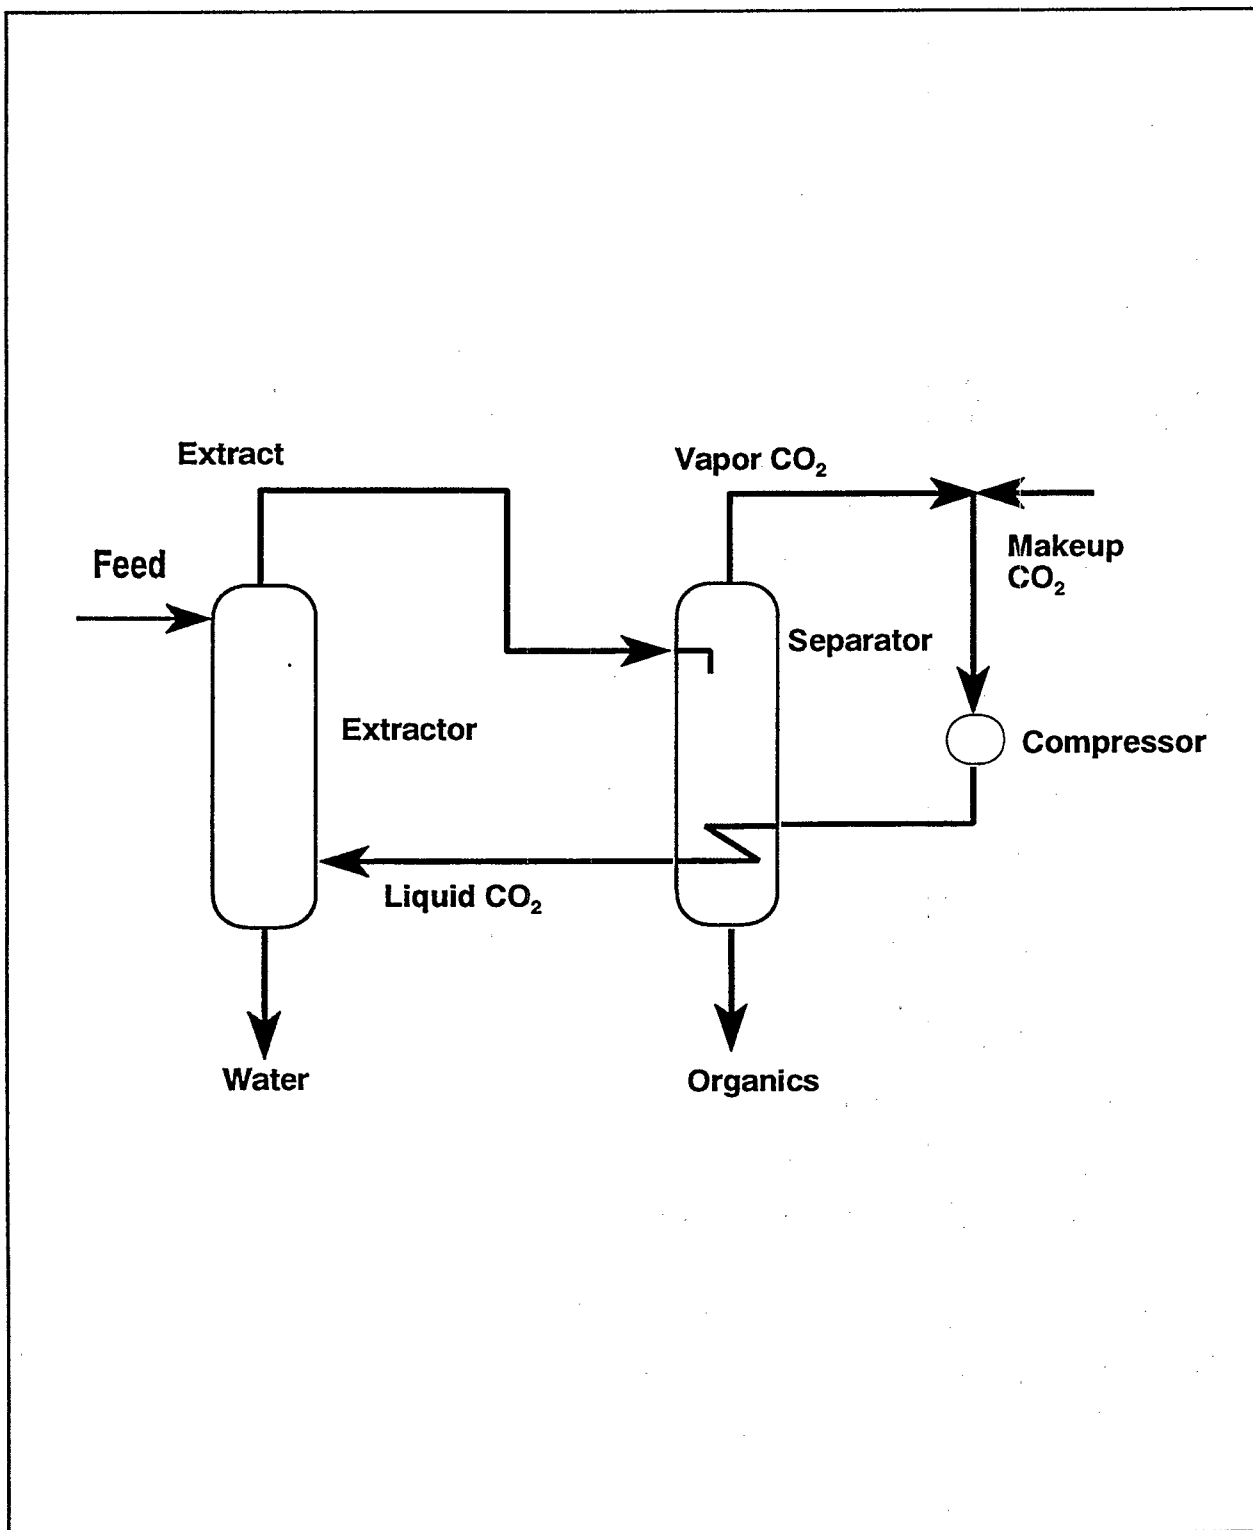 Extract
Vapor CO₂
Feed
Makeup
CO₂
Separator
Extractor
Compressor
Liquid CO₂
Water
Organics